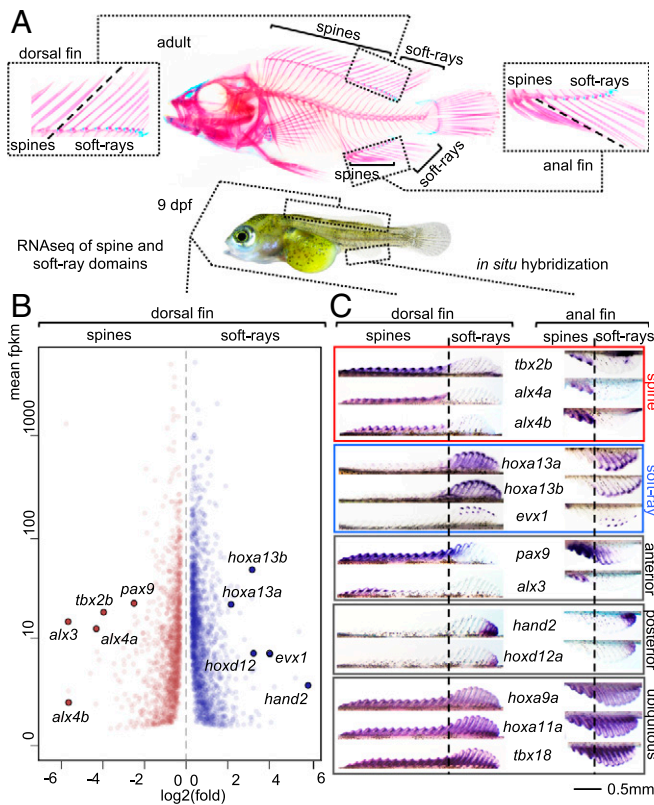 A
adult
spines
soft-rays
dorsal fin
spines
soft-rays
spines
soft-rays
anal fin
spines
soft-rays
9 dpf
RNAseq of spine and
soft-ray domains
in situ hybridization
B
dorsal fin
spines
soft-rays
mean fpkm
1000
100
10
0
hoxa13b
pax9
tbx2b
hoxa13a
alx3
alx4a
hoxd12
evx1
hand2
alx4b
-6
-4
-2
0
0
2
4
6
log2(fold)
C
dorsal fin
anal fin
spines
soft-rays
spines
soft-rays
tbx2b
alx4a
alx4b
spine
hoxa13a
hoxa13b
evx1
soft-ray
pax9
alx3
anterior
hand2
hoxd12a
posterior
hoxa9a
hoxa11a
tbx18
ubiquitous
0.5mm